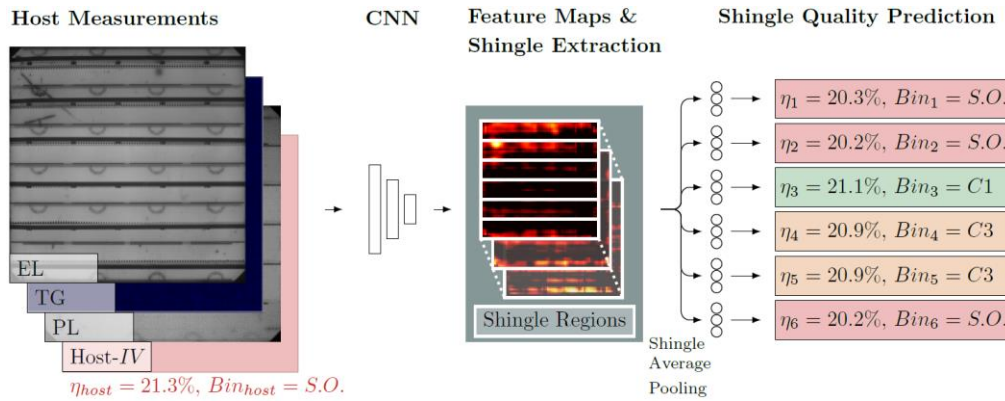 Host Measurements
CNN
Feature Maps &
Shingle Extraction
Shingle Quality Prediction
EL
TG
PL
Host-IV
η_host = 21.3%, Bin_host = S.O.
Shingle Regions
Shingle
Average
Pooling
η₁ = 20.3%, Bin₁ = S.O.
η₂ = 20.2%, Bin₂ = S.O.
η₃ = 21.1%, Bin₃ = C1
η₄ = 20.9%, Bin₄ = C3
η₅ = 20.9%, Bin₅ = C3
η₆ = 20.2%, Bin₆ = S.O.